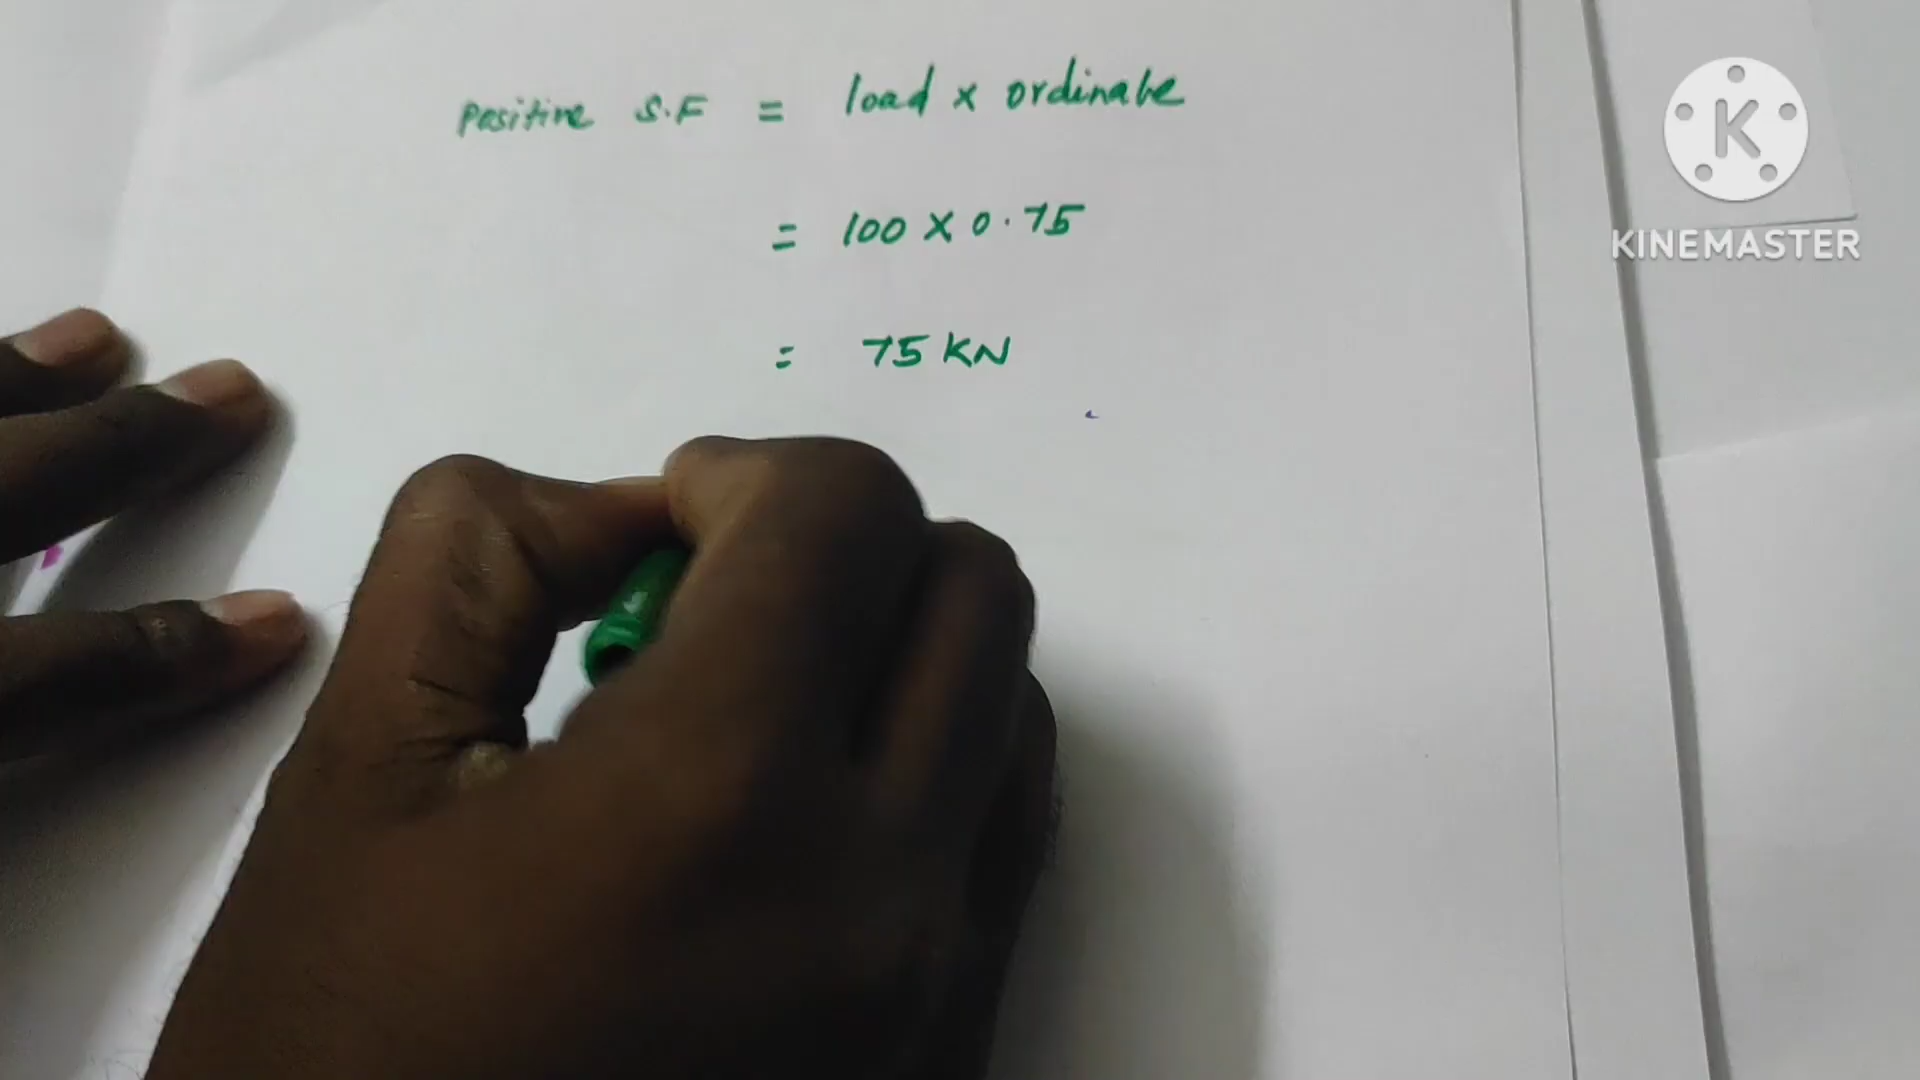 Positive S.F = load x ordinate
= 100 x 0.75
= 75 KN
K
KINEMASTER